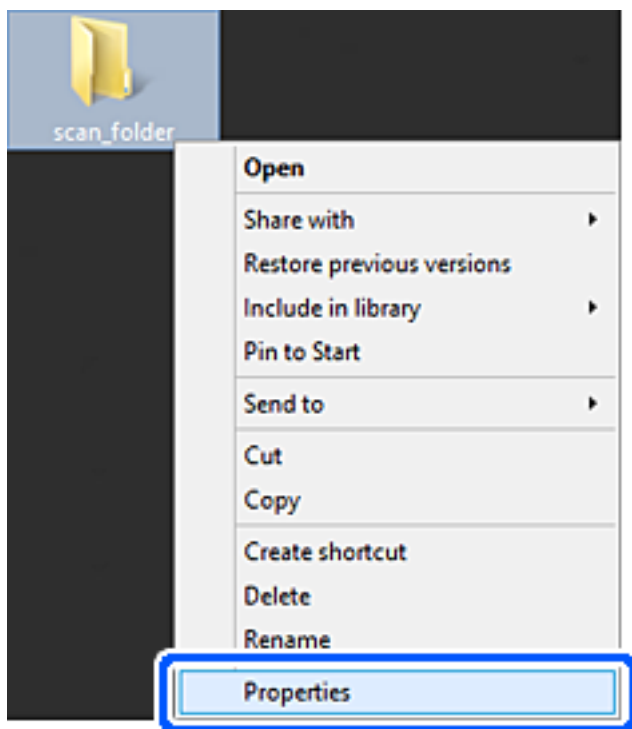 scan_folder
Open
Share with
Restore previous versions
Include in library
Pin to Start
Send to
Cut
Copy
Create shortcut
Delete
Rename
Properties